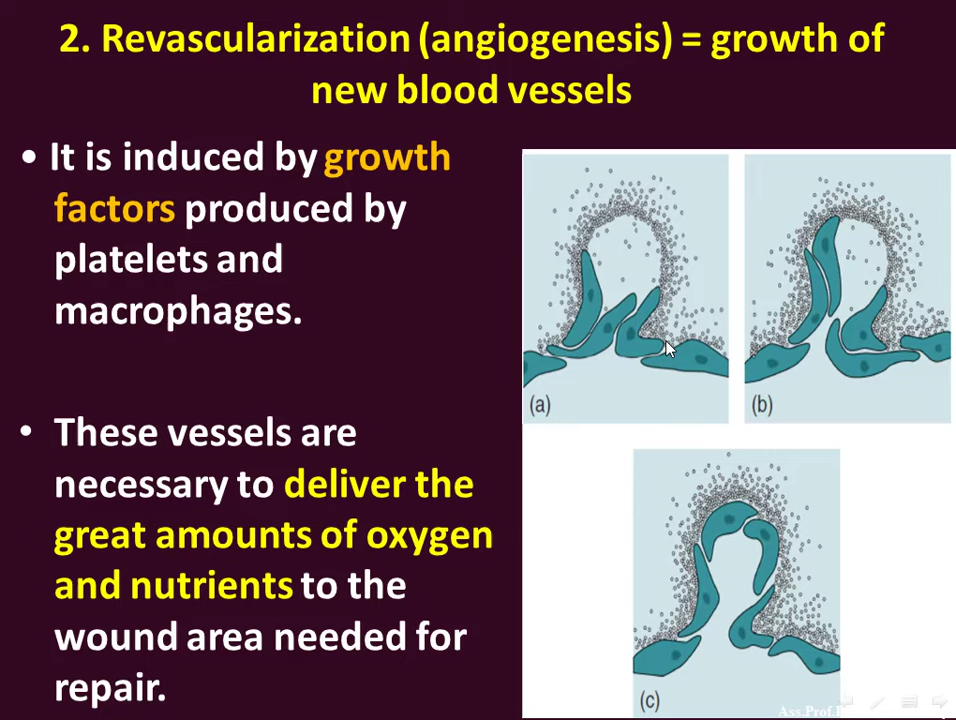 2. Revascularization (angiogenesis) = growth of
new blood vessels
• It is induced by growth
factors produced by
platelets and
macrophages.
• These vessels are
necessary to deliver the
great amounts of oxygen
and nutrients to the
wound area needed for
repair.
(a)
(b)
(c)
Ass.Prof.